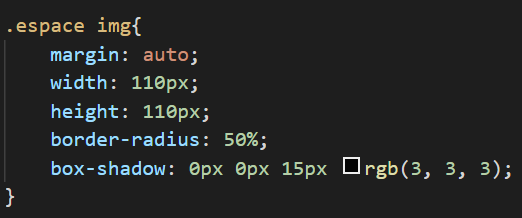 .espace img{
    margin: auto;
    width: 110px;
    height: 110px;
    border-radius: 50%;
    box-shadow: 0px 0px 15px rgb(3, 3, 3);
}